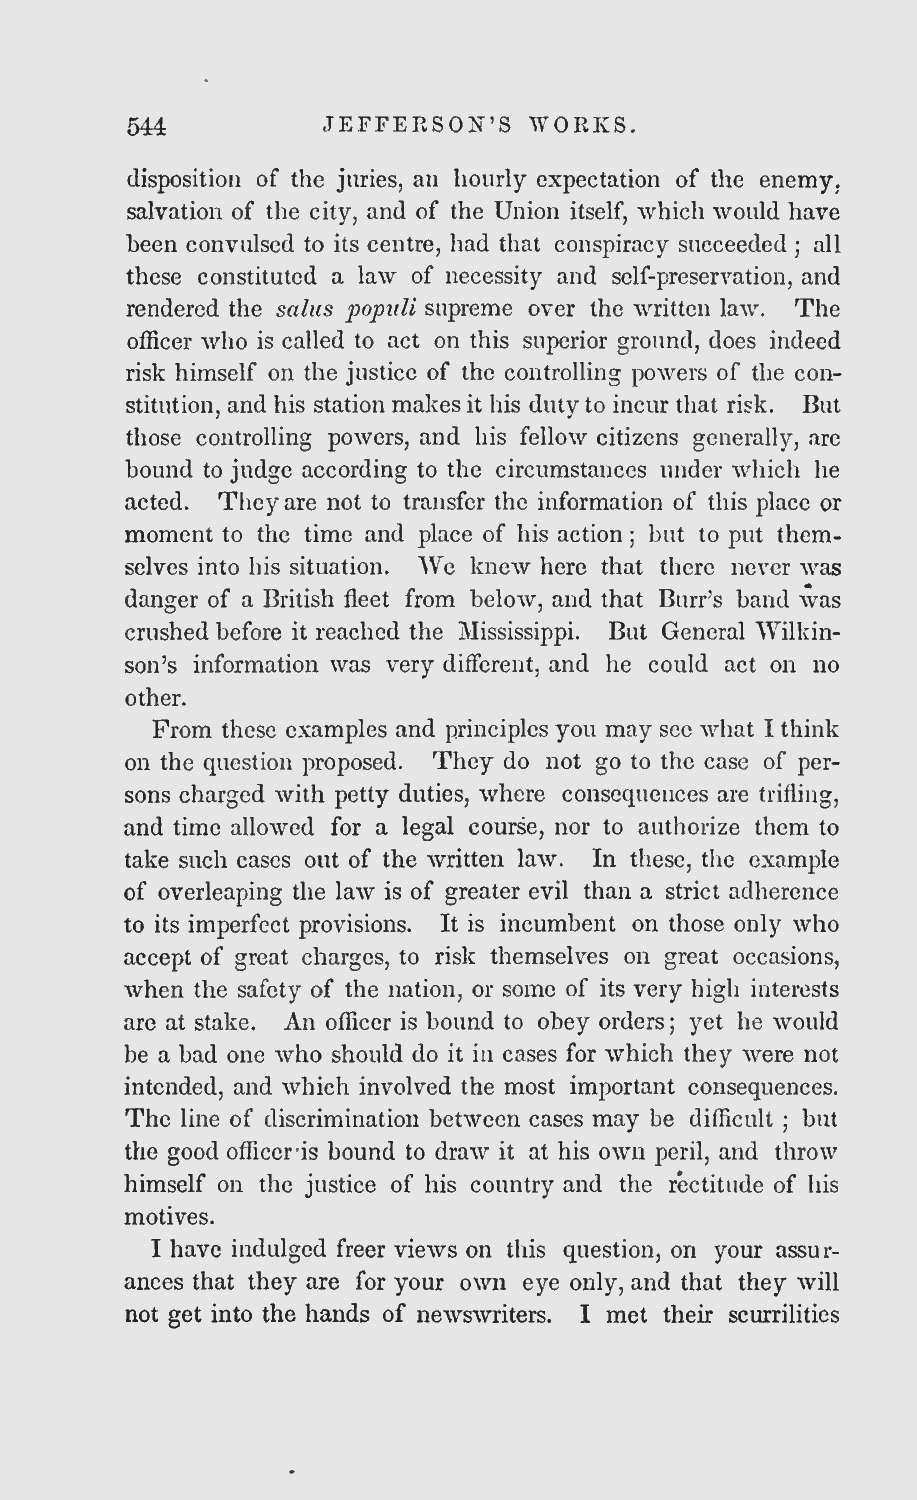 544 JEFFERSON'S WORKS.
disposition of the juries, an hourly expectation of the enemy,
salvation of the city, and of the Union itself, which would have
been convulsed to its centre, had that conspiracy succeeded ; all
these constituted a law of necessity and self-preservation, and
rendered the salus populi supreme over the written law. The
officer who is called to act on this superior ground, does indeed
risk himself on the justice of the controlling powers of the con-
stitution, and his station makes it his duty to incur that risk. But
those controlling powers, and his fellow citizens generally, are
bound to judge according to the circumstances under which he
acted. They are not to transfer the information of this place or
moment to the time and place of his action ; but to put them-
selves into his situation. We knew here that there never was
danger of a British fleet from below, and that Burr's band was
crushed before it reached the Mississippi. But General Wilkin-
son's information was very different, and he could act on no
other.
From these examples and principles you may see what I think
on the question proposed. They do not go to the case of per-
sons charged with petty duties, where consequences are trifling,
and time allowed for a legal course, nor to authorize them to
take such cases out of the written law. In these, the example
of overleaping the law is of greater evil than a strict adherence
to its imperfect provisions. It is incumbent on those only who
accept of great charges, to risk themselves on great occasions,
when the safety of the nation, or some of its very high interests
are at stake. An officer is bound to obey orders; yet he would
be a bad one who should do it in cases for which they were not
intended, and which involved the most important consequences.
The line of discrimination between cases may be difficult ; but
the good officer is bound to draw it at his own peril, and throw
himself on the justice of his country and the rectitude of his
motives.
I have indulged freer views on this question, on your assur-
ances that they are for your own eye only, and that they will
not get into the hands of newswriters. I met their scurrilities